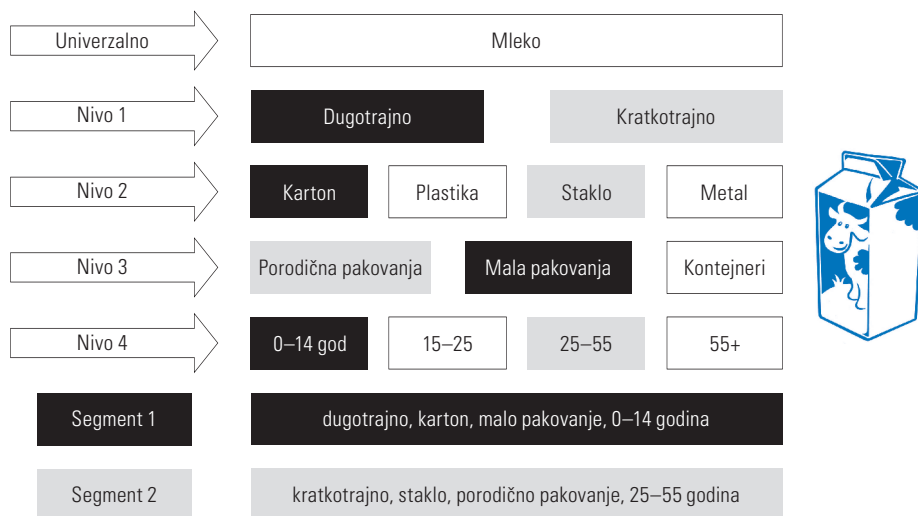 Univerzalno
Mleko
Nivo 1
Dugotrajno
Kratkotrajno
Nivo 2
Karton
Plastika
Staklo
Metal
Nivo 3
Porodična pakovanja
Mala pakovanja
Kontejneri
Nivo 4
0–14 god
15–25
25–55
55+
Segment 1
dugotrajno, karton, malo pakovanje, 0–14 godina
Segment 2
kratkotrajno, staklo, porodično pakovanje, 25–55 godina